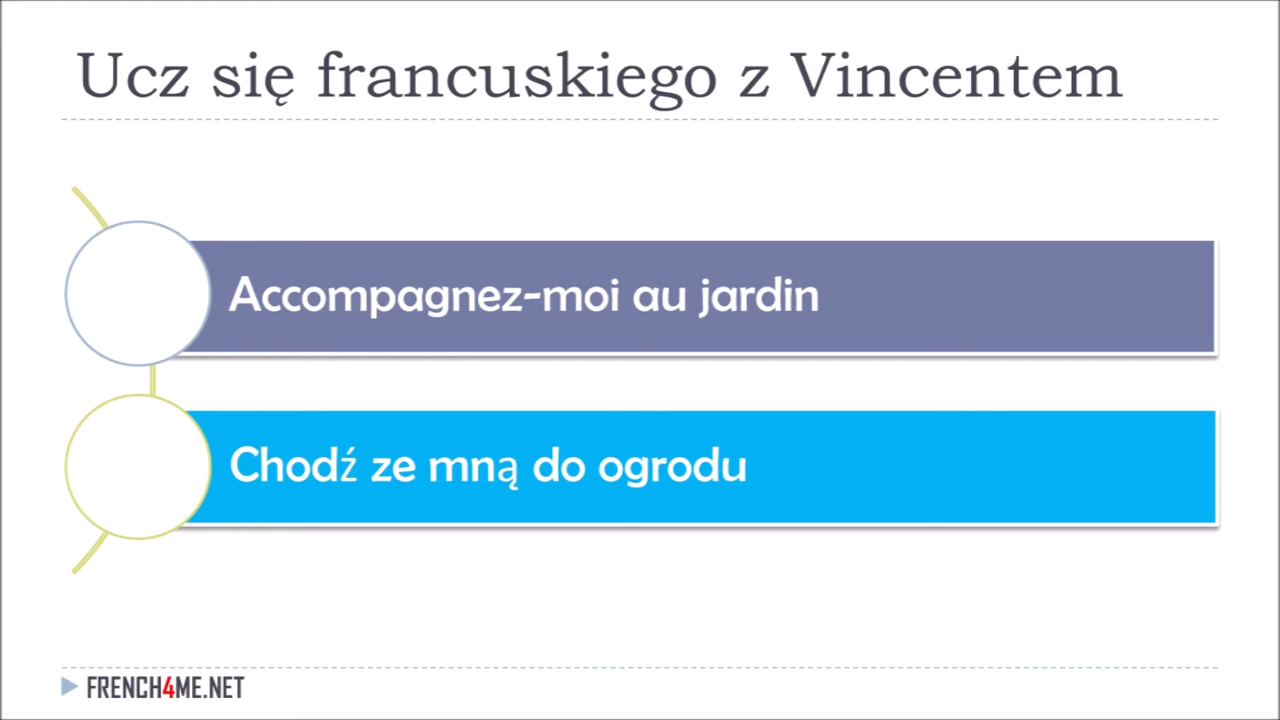 Ucz się francuskiego z Vincentem
Accompagnez-moi au jardin
Chodź ze mną do ogrodu
FRENCH4ME.NET